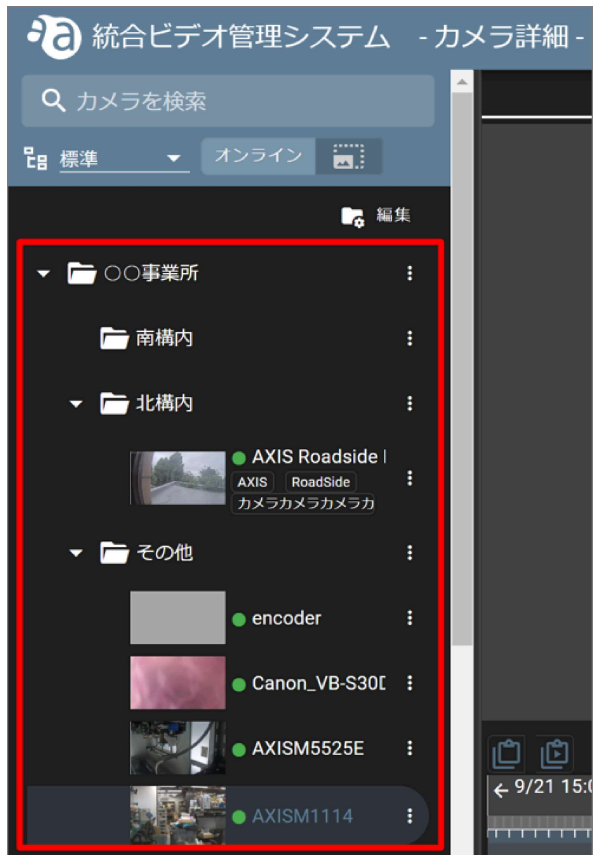 統合ビデオ管理システム - カメラ詳細 -
カメラを検索
標準 オンライン
編集
〇〇事業所
南構内
北構内
AXIS Roadside
AXIS RoadSide
カメラカメラカメラカ
その他
encoder
Canon_VB-S30D
AXISM5525E
AXISM1114
9/21 15:0